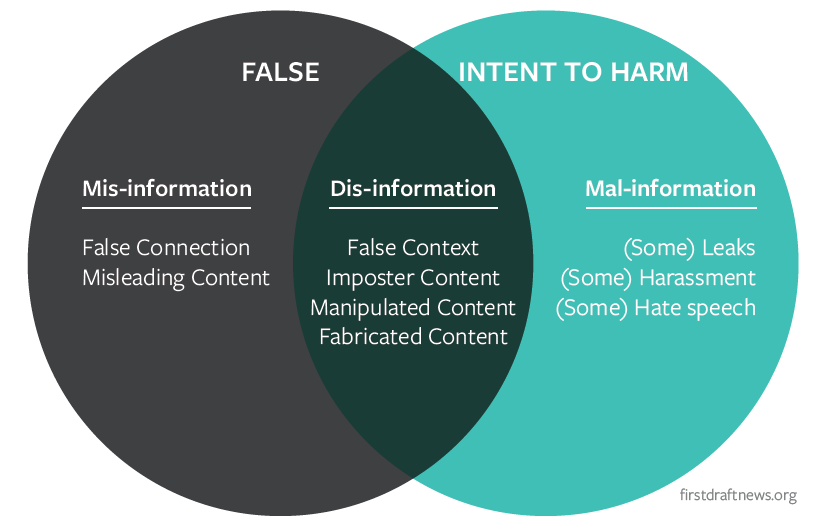 FALSE
INTENT TO HARM
Mis-information
False Connection
Misleading Content
Dis-information
False Context
Imposter Content
Manipulated Content
Fabricated Content
Mal-information
(Some) Leaks
(Some) Harassment
(Some) Hate speech
firstdraftnews.org